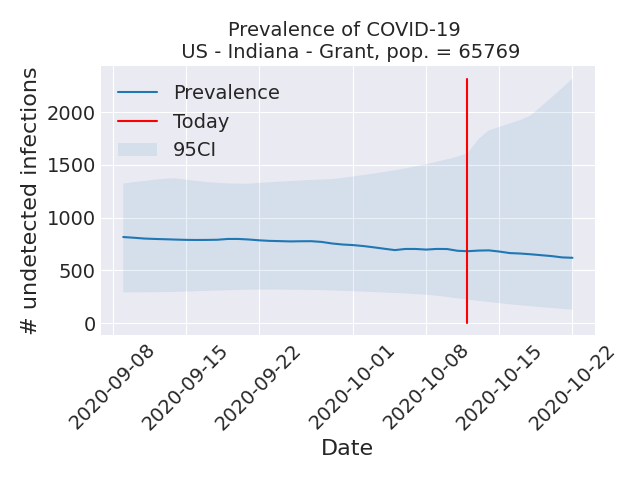 Prevalence of COVID-19
US - Indiana - Grant, pop. = 65769
# undetected infections
2000
1500
1000
500
0
Prevalence
Today
95CI
2020-09-08
2020-09-15
2020-09-22
2020-10-01
2020-10-08
2020-10-15
2020-10-22
Date